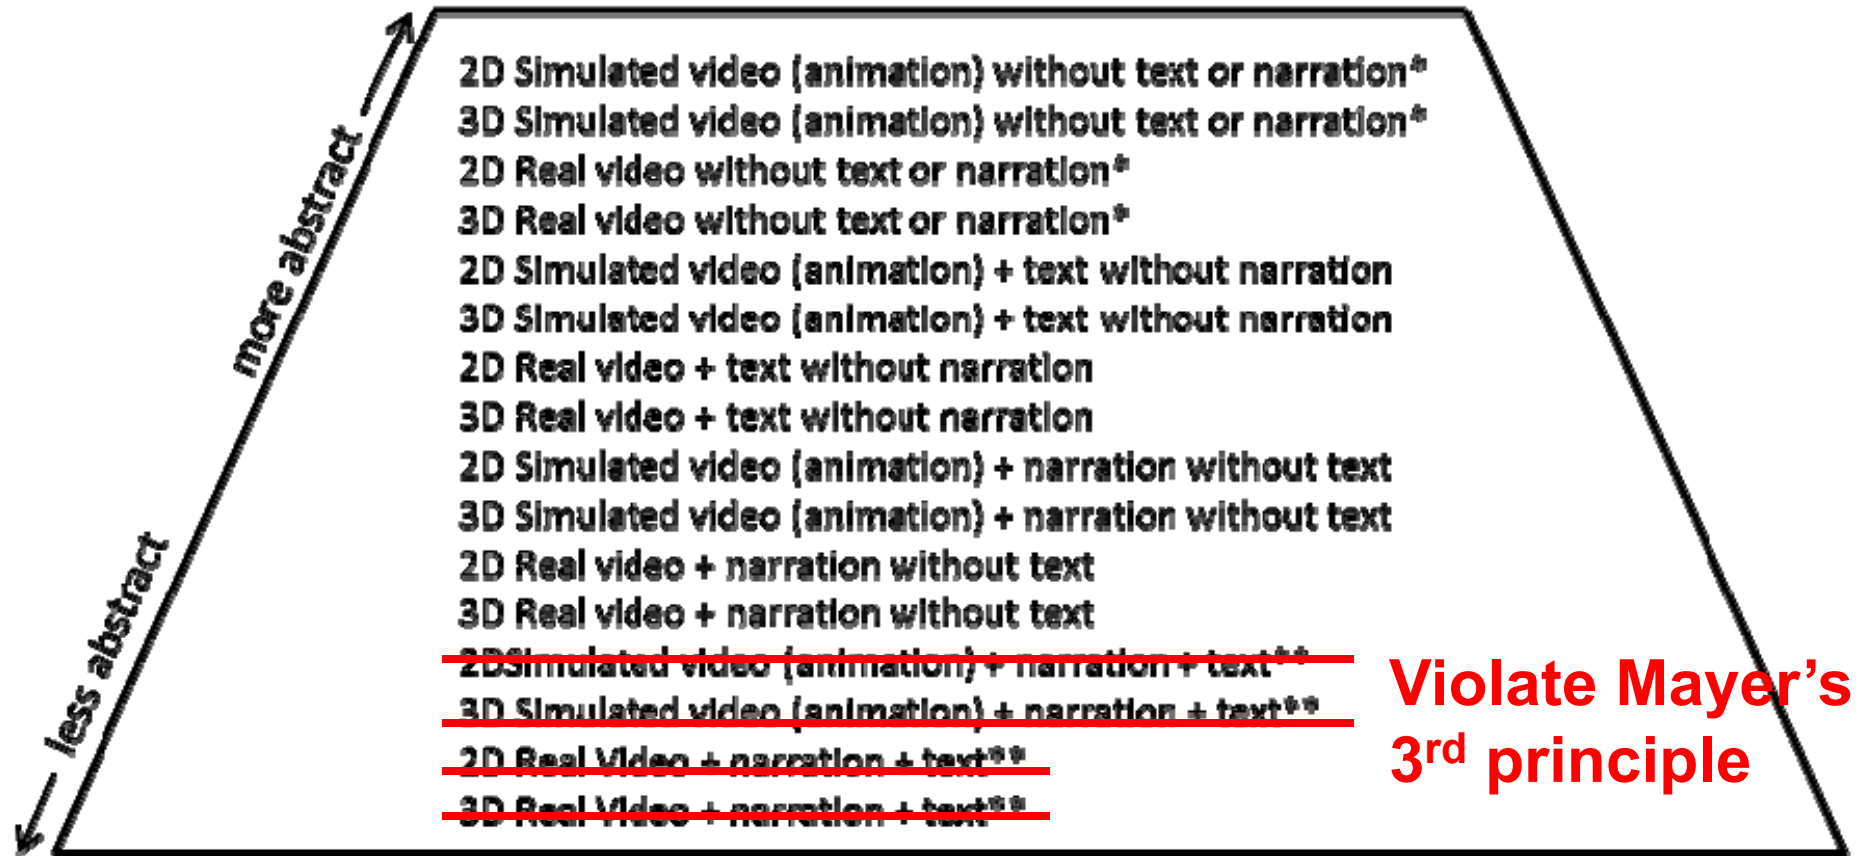 more abstract
less abstract
2D Simulated video (animation) without text or narration*
3D Simulated video (animation) without text or narration*
2D Real video without text or narration*
3D Real video without text or narration*
2D Simulated video (animation) + text without narration
3D Simulated video (animation) + text without narration
2D Real video + text without narration
3D Real video + text without narration
2D Simulated video (animation) + narration without text
3D Simulated video (animation) + narration without text
2D Real video + narration without text
3D Real video + narration without text
2DSimulated video (animation) + narration + text**
3D Simulated video (animation) + narration + text**
2D Real Video + narration + text**
3D Real Video + narration + text**
Violate Mayer's
3rd principle